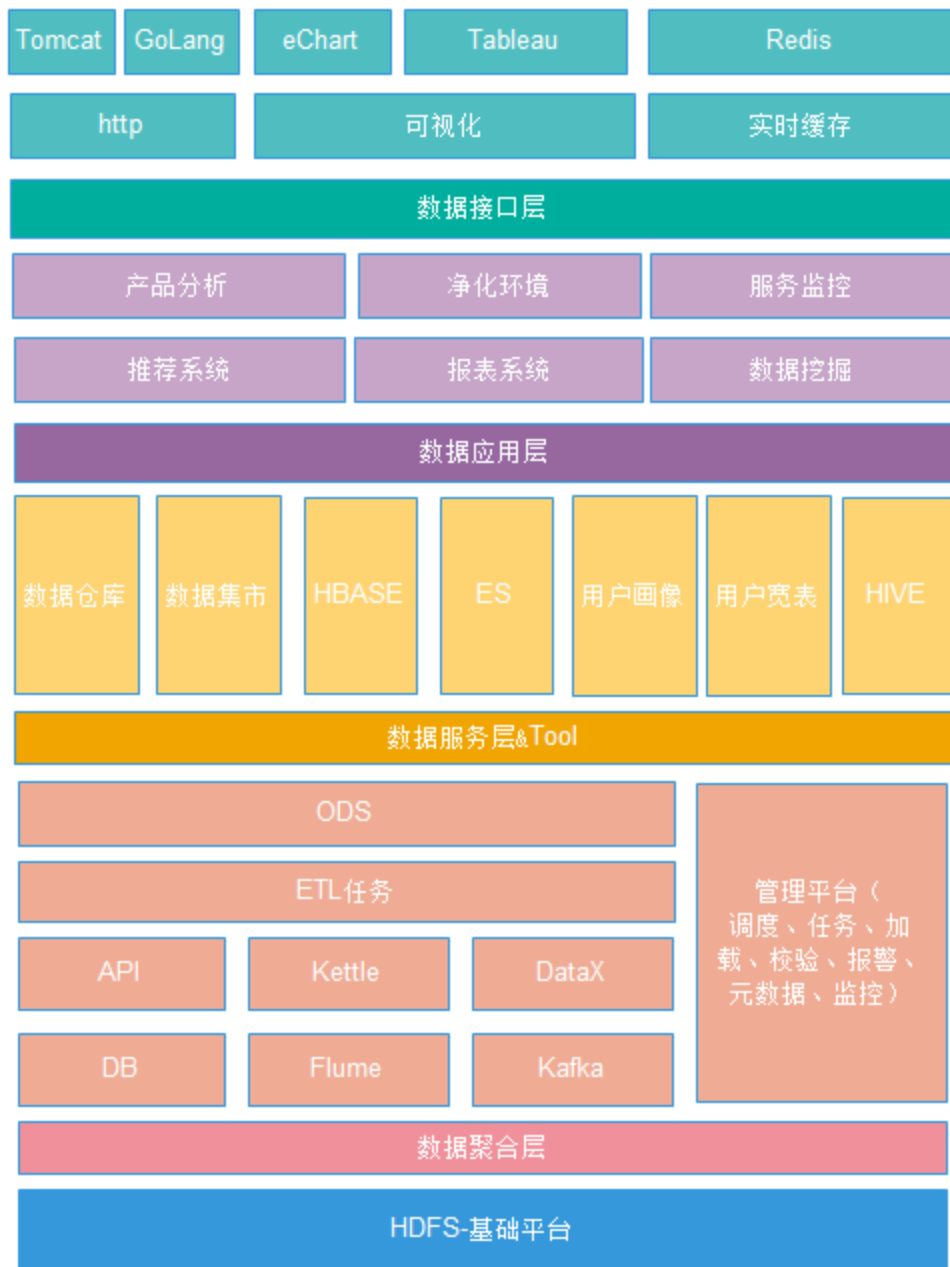 Tomcat
GoLang
eChart
Tableau
Redis
http
可视化
实时缓存
数据接口层
产品分析
净化环境
服务监控
推荐系统
报表系统
数据挖掘
数据应用层
数据仓库
数据集市
HBASE
ES
用户画像
用户宽表
HIVE
数据服务层&Tool
ODS
ETL任务
API
Kettle
DataX
DB
Flume
Kafka
管理平台（
调度、任务、加
载、校验、报警、
元数据、监控）
数据聚合层
HDFS-基础平台